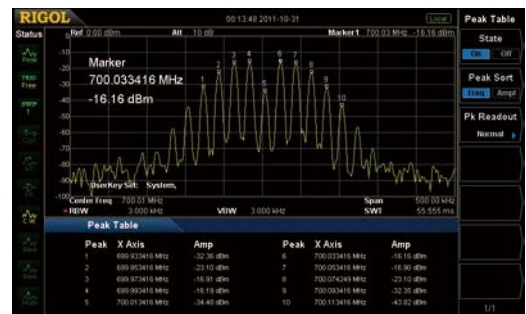 RIGOL 00:13:48 2011-10-31 Local
Status
Ref 0.00 dBm Att 10 dB Marker1 700.03 MHz -16.16 dBm
Marker
700.033416 MHz
-16.16 dBm
UserKey Set: System,
Center Freq 700.01 MHz Span 500.00 kHz
RBW 3.000 kHz VBW 3.000 kHz SWT 55.555 ms
Peak Table
Peak X Axis Amp Peak X Axis Amp
1 699.933416 MHz -32.36 dBm 6 700.033416 MHz -16.16 dBm
2 699.953416 MHz -23.10 dBm 7 700.053416 MHz -16.90 dBm
3 699.973416 MHz -16.91 dBm 8 700.074249 MHz -23.10 dBm
4 699.993416 MHz -16.19 dBm 9 700.093416 MHz -32.35 dBm
5 700.013416 MHz -34.48 dBm 10 700.113416 MHz -43.82 dBm
Peak Table
State
On Off
Peak Sort
Freq Ampl
Pk Readout
Normal
1/1